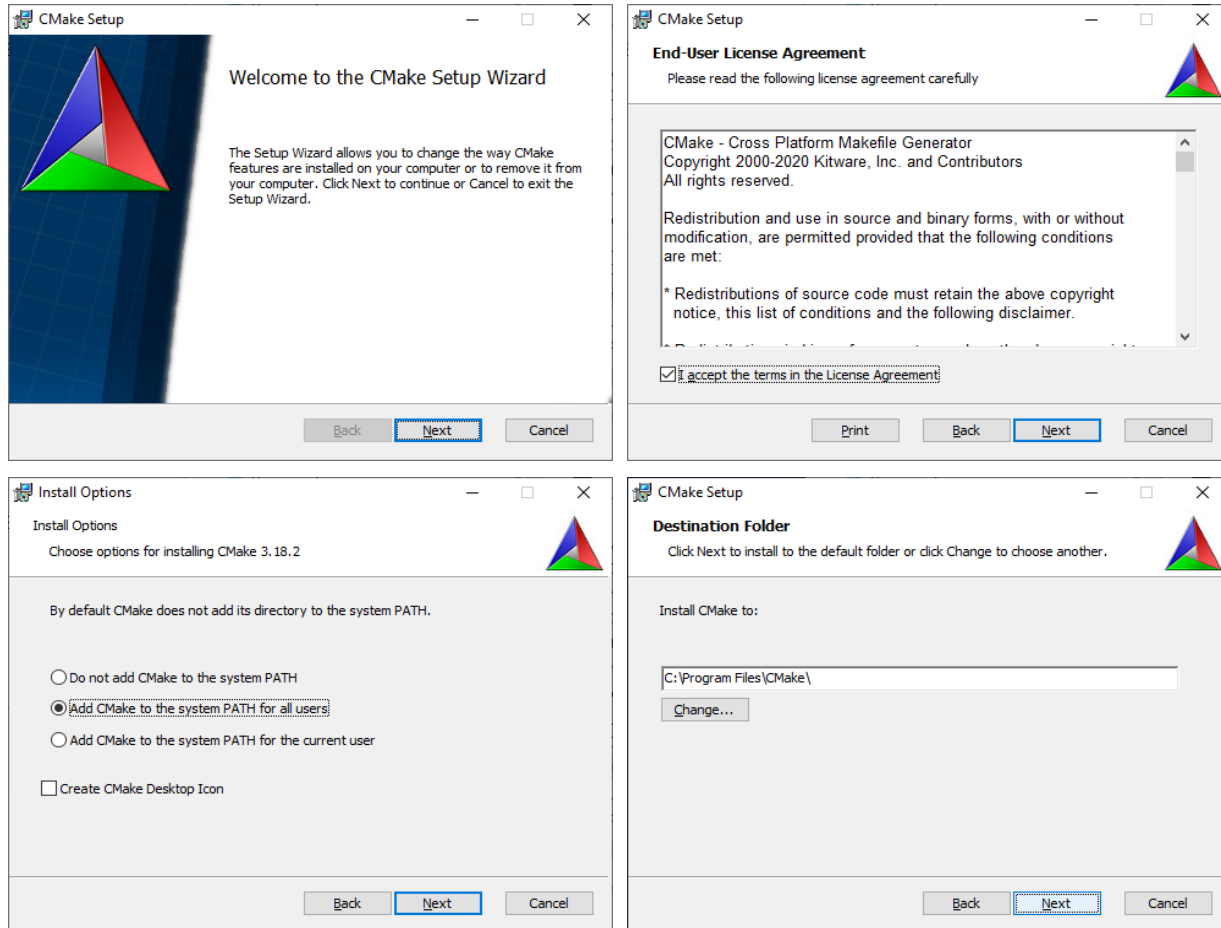 CMake Setup
Welcome to the CMake Setup Wizard
The Setup Wizard allows you to change the way CMake
features are installed on your computer or to remove it from
your computer. Click Next to continue or Cancel to exit the
Setup Wizard.
Back
Next
Cancel
CMake Setup
End-User License Agreement
Please read the following license agreement carefully
CMake - Cross Platform Makefile Generator
Copyright 2000-2020 Kitware, Inc. and Contributors
All rights reserved.
Redistribution and use in source and binary forms, with or without
modification, are permitted provided that the following conditions
are met:
* Redistributions of source code must retain the above copyright
notice, this list of conditions and the following disclaimer.
I accept the terms in the License Agreement
Print
Back
Next
Cancel
Install Options
Install Options
Choose options for installing CMake 3.18.2
By default CMake does not add its directory to the system PATH.
Do not add CMake to the system PATH
Add CMake to the system PATH for all users
Add CMake to the system PATH for the current user
Create CMake Desktop Icon
Back
Next
Cancel
CMake Setup
Destination Folder
Click Next to install to the default folder or click Change to choose another.
Install CMake to:
C:\Program Files\CMake\
Change...
Back
Next
Cancel